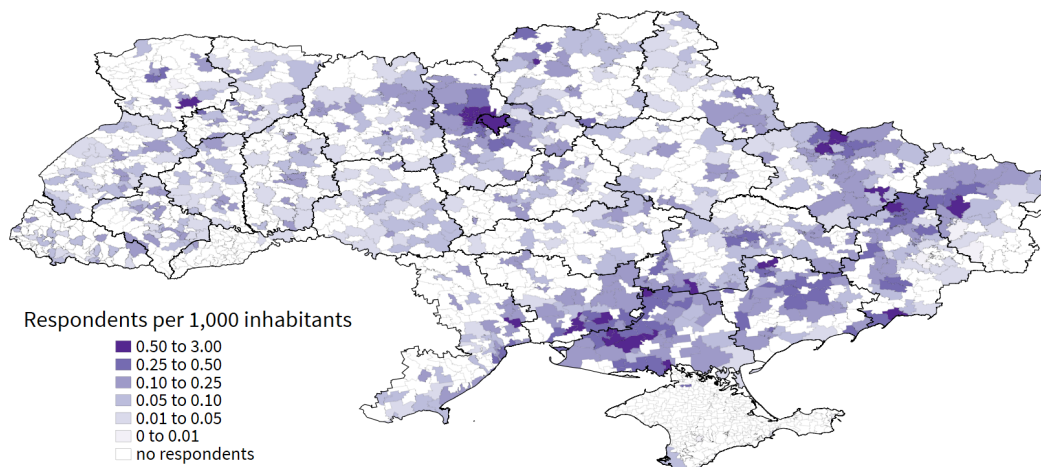 Respondents per 1,000 inhabitants
0.50 to 3.00
0.25 to 0.50
0.10 to 0.25
0.05 to 0.10
0.01 to 0.05
0 to 0.01
no respondents